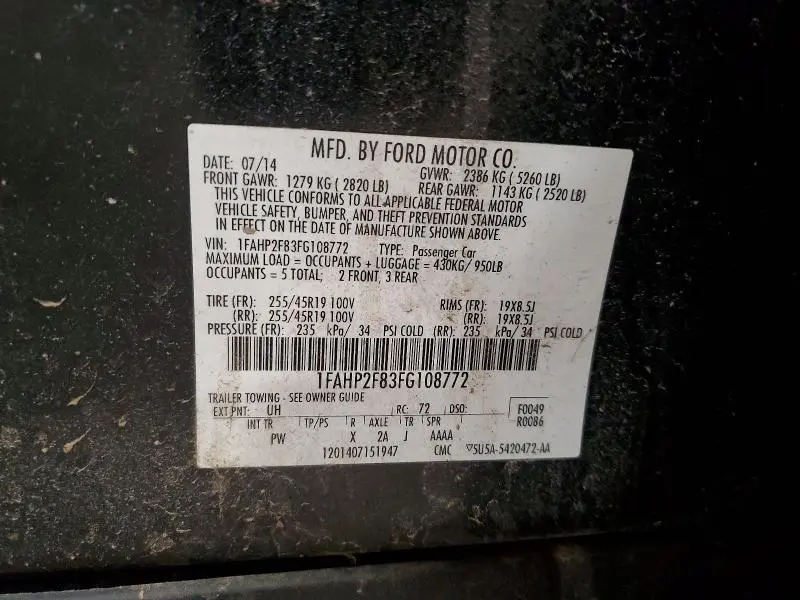 MFD. BY FORD MOTOR CO.
DATE: 07/14 GVWR: 2386 KG ( 5260 LB)
FRONT GAWR: 1279 KG ( 2820 LB) REAR GAWR: 1143 KG ( 2520 LB)
THIS VEHICLE CONFORMS TO ALL APPLICABLE FEDERAL MOTOR
VEHICLE SAFETY, BUMPER, AND THEFT PREVENTION STANDARDS
IN EFFECT ON THE DATE OF MANUFACTURE SHOWN ABOVE.
VIN: 1FAHP2F83FG108772 TYPE: Passenger Car
MAXIMUM LOAD = OCCUPANTS + LUGGAGE = 430KG/ 950LB
OCCUPANTS = 5 TOTAL; 2 FRONT, 3 REAR
TIRE (FR): 255/45R19 100V RIMS (FR): 19X8.5J
(RR): 255/45R19 100V (RR): 19X8.5J
PRESSURE (FR): 235 kPa/ 34 PSI COLD (RR): 235 kPa/ 34 PSI COLD
1FAHP2F83FG108772
TRAILER TOWING - SEE OWNER GUIDE
EXT PNT: UH RC: 72 DSO: F0049
INT TR TP/PS R AXLE TR SPR R0086
PW X 2A J AAAA
1201407151947 CMC ▽5U5A-5420472-AA